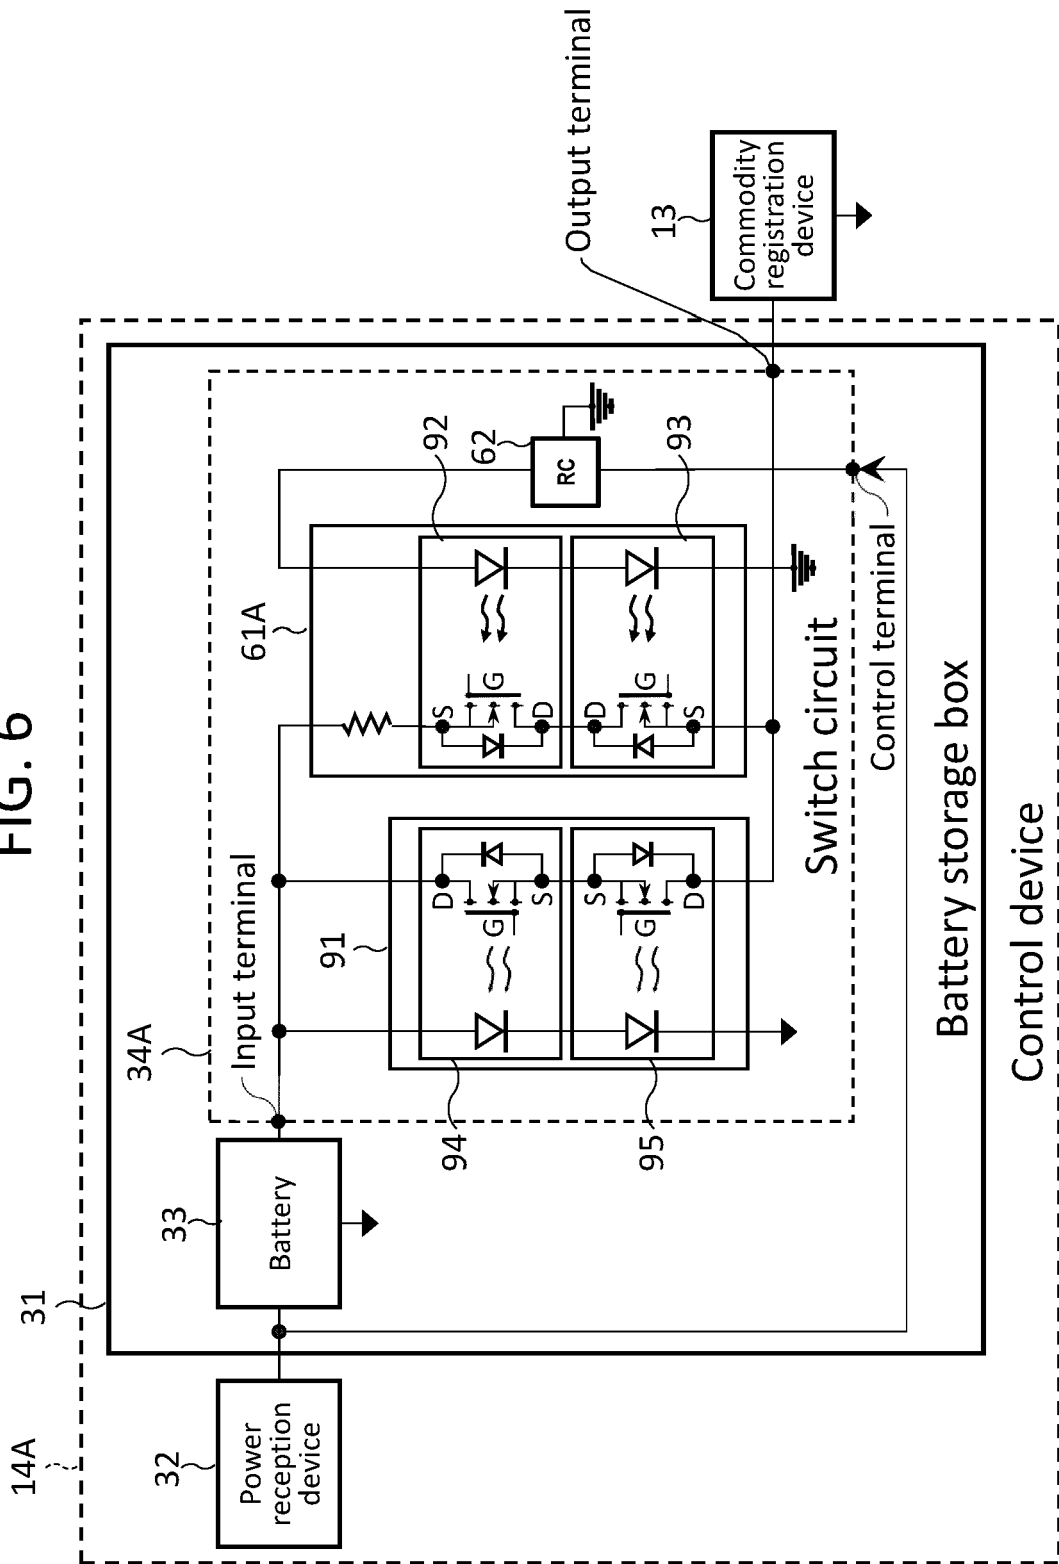 FIG. 6
14A
31
32
Power
reception
device
33
Battery
34A
Input terminal
91
94
95
D
G
S
S
G
D
61A
S
G
D
D
G
S
92
93
62
RC
Output terminal
13
Commodity
registration
device
Control terminal
Switch circuit
Battery storage box
Control device